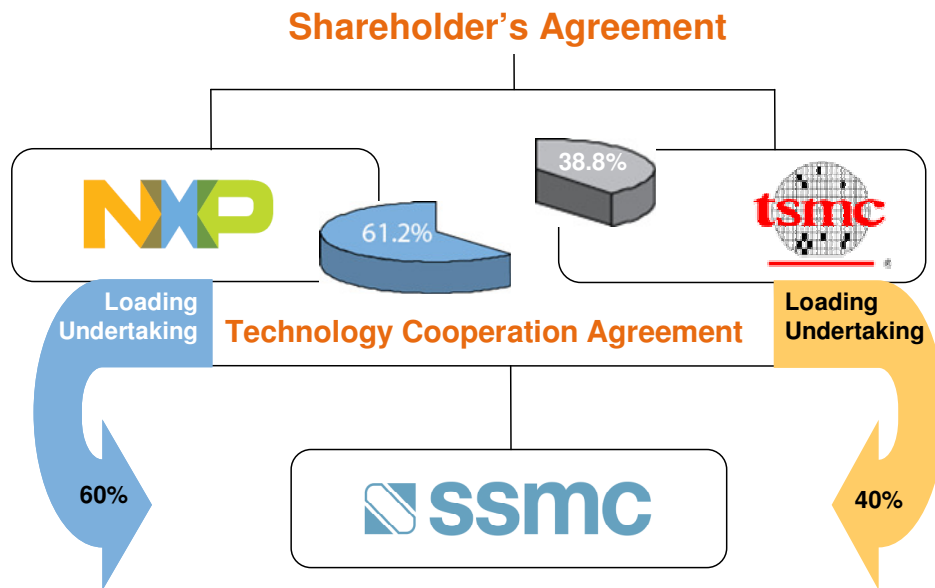 Shareholder’s Agreement
NXP
61.2%
38.8%
tsmc
®
Loading
Undertaking
Technology Cooperation Agreement
Loading
Undertaking
60%
ssmc
40%